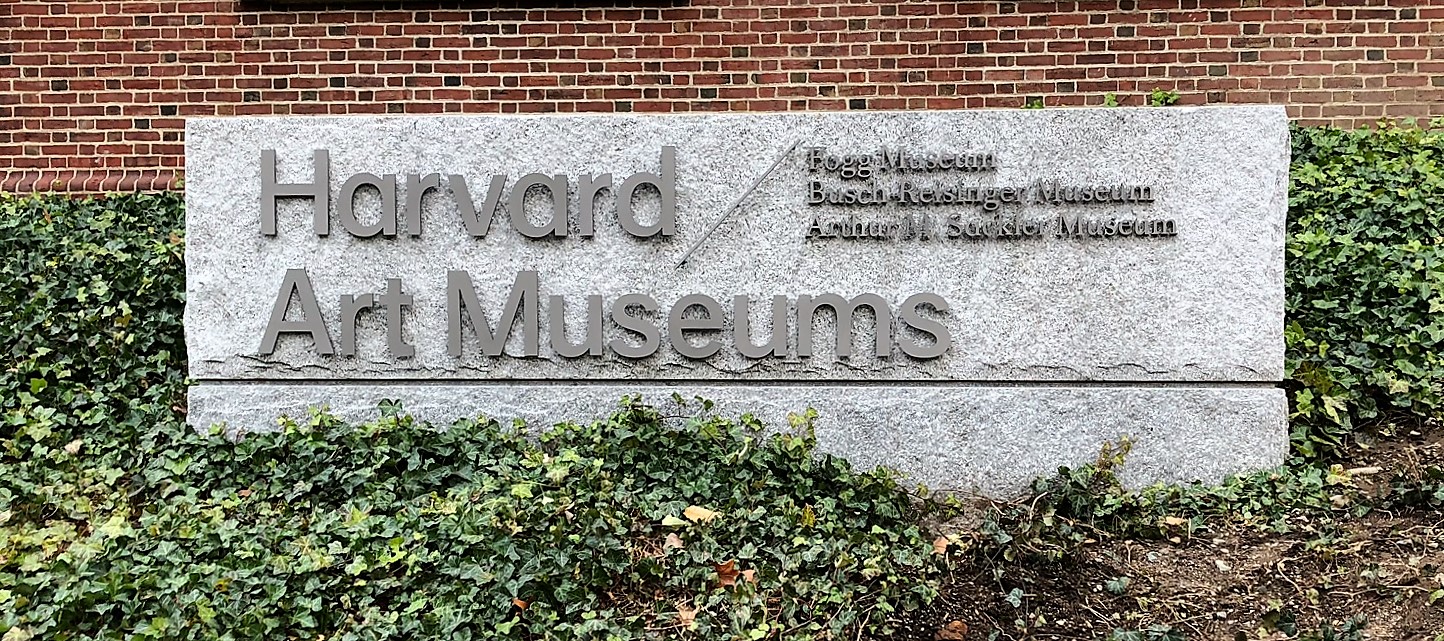 Harvard
Art Museums
Fogg Museum
Busch-Reisinger Museum
Arthur M. Sackler Museum